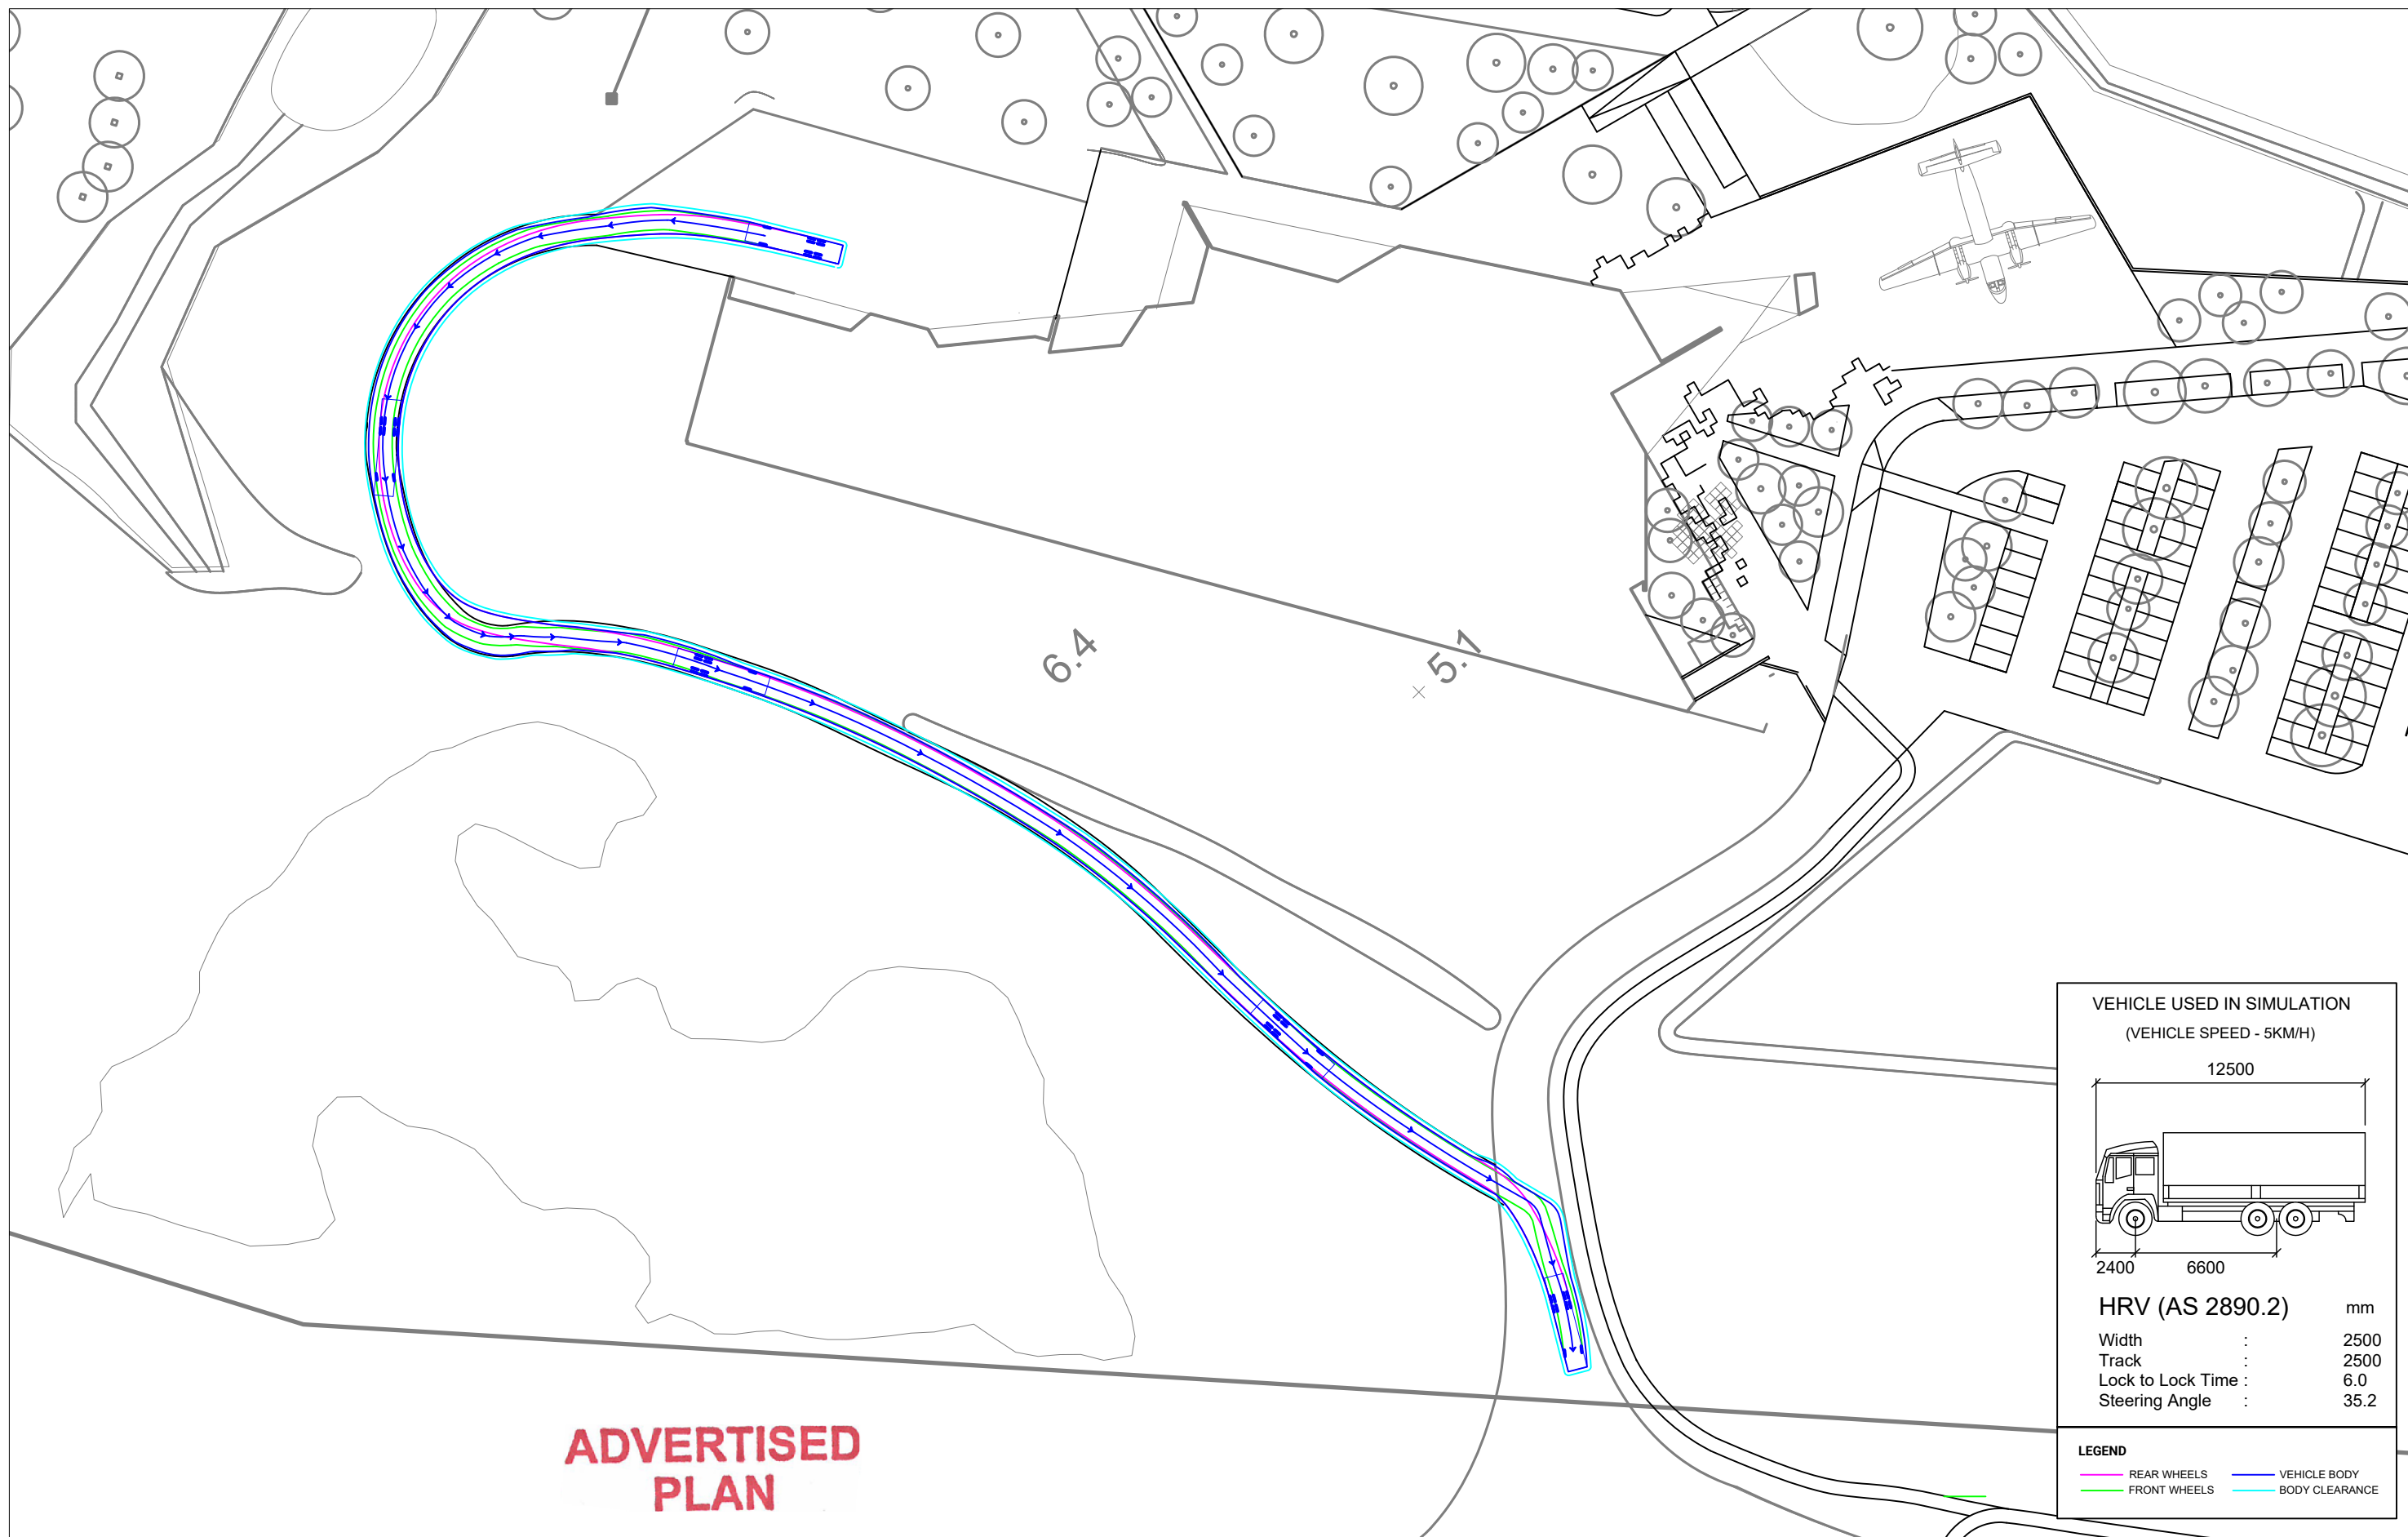 6.4
5.1
VEHICLE USED IN SIMULATION
(VEHICLE SPEED - 5KM/H)
12500
2400 6600
HRV (AS 2890.2) mm
Width : 2500
Track : 2500
Lock to Lock Time : 6.0
Steering Angle : 35.2
LEGEND
REAR WHEELS VEHICLE BODY
FRONT WHEELS BODY CLEARANCE
ADVERTISED
PLAN